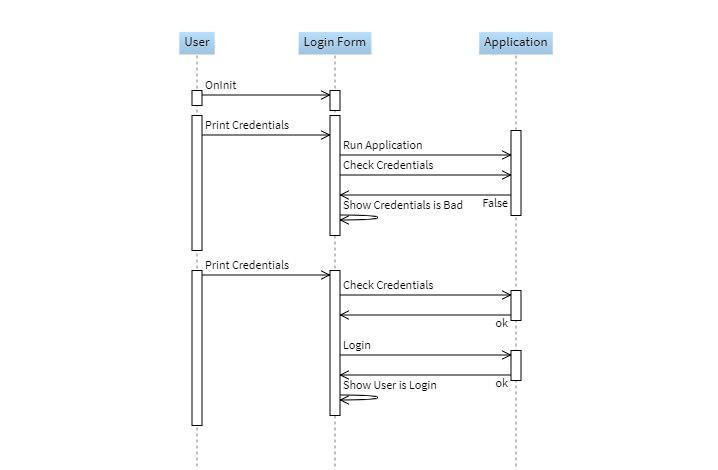 User
Login Form
Application
OnInit
Print Credentials
Run Application
Check Credentials
False
Show Credentials is Bad
Print Credentials
Check Credentials
ok
Login
ok
Show User is Login